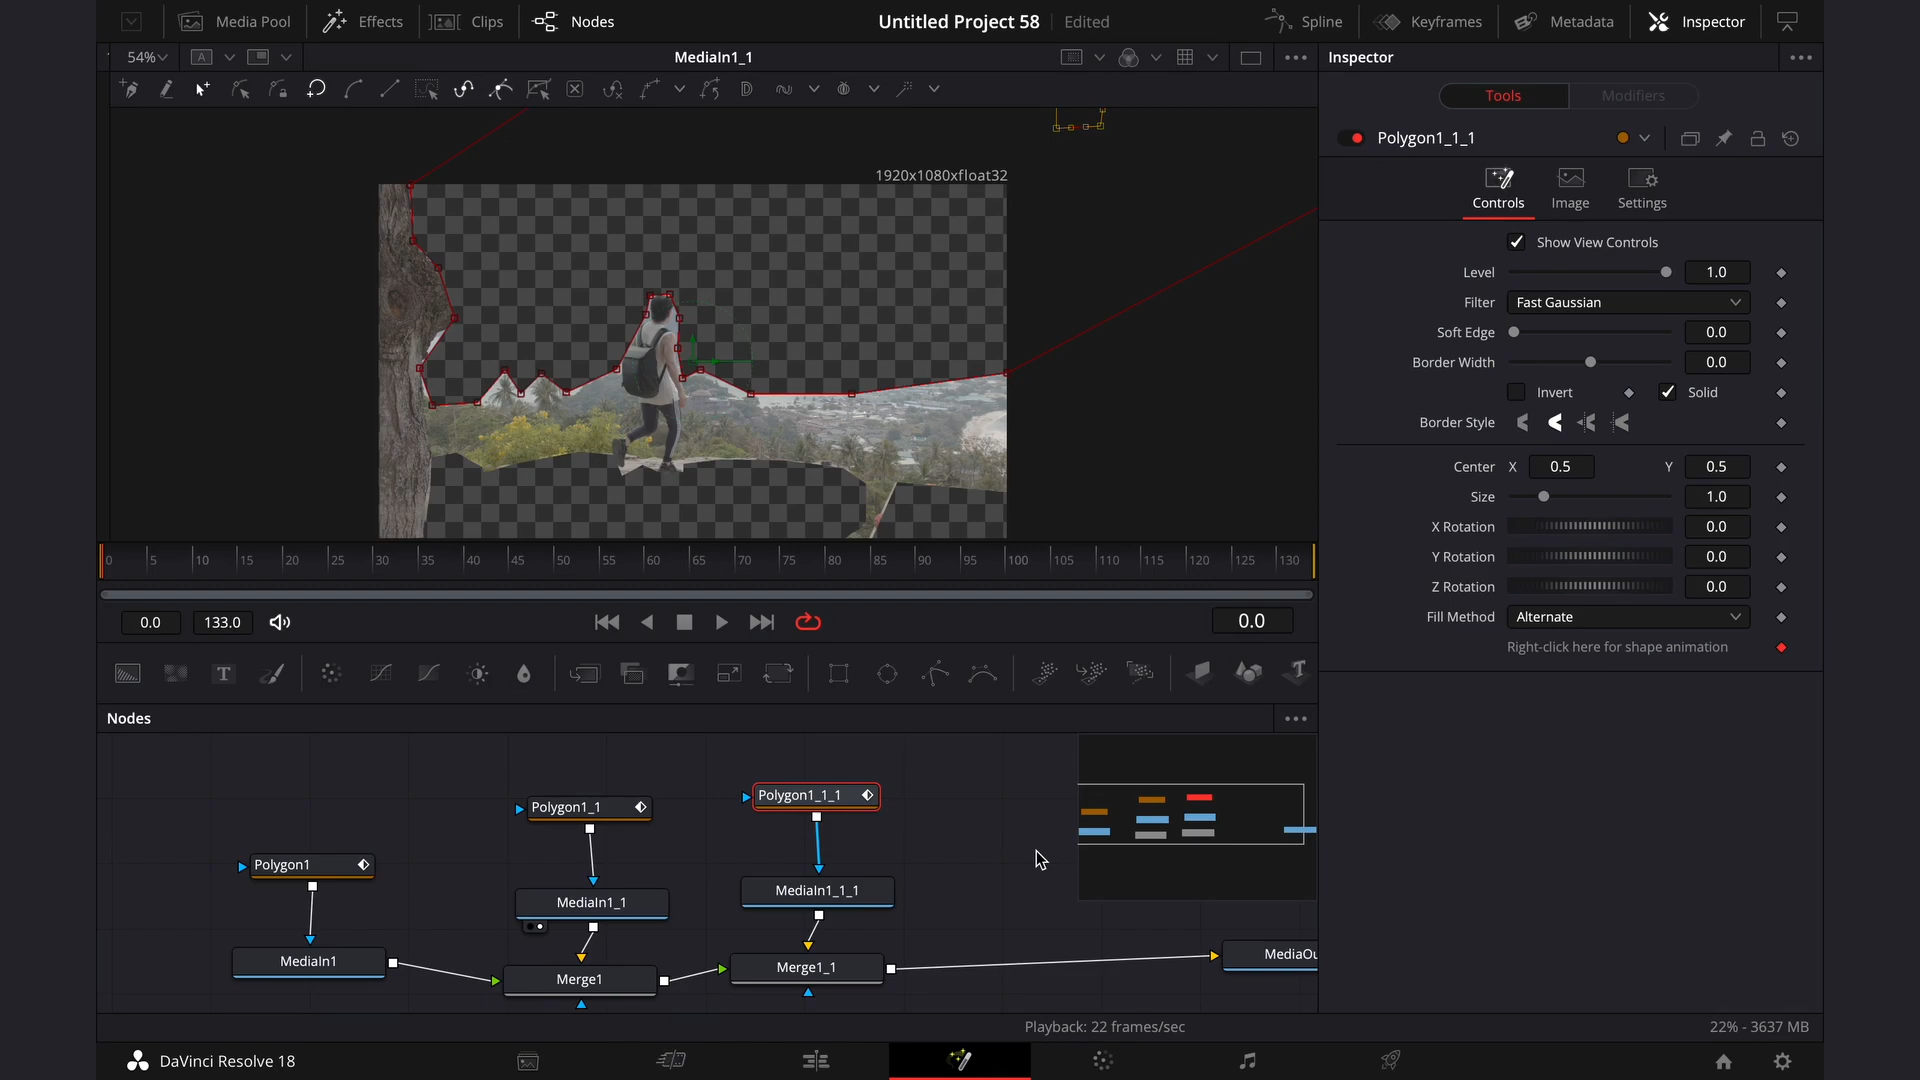 Media Pool
Effects
Clips
Nodes
Untitled Project 58
Edited
Spline
Keyframes
Metadata
Inspector
54%
A
MediaIn1_1
Inspector
Tools
Modifiers
Polygon1_1_1
Controls
Image
Settings
1920x1080xfloat32
Show View Controls
Level
1.0
Filter
Fast Gaussian
Soft Edge
0.0
Border Width
0.0
Invert
Solid
Border Style
Center
X
0.5
Y
0.5
Size
1.0
X Rotation
0.0
Y Rotation
0.0
Z Rotation
0.0
Fill Method
Alternate
Right-click here for shape animation
0 5 10 15 20 25 30 35 40 45 50 55 60 65 70 75 80 85 90 95 100 105 110 115 120 125 130
0.0
133.0
0.0
Nodes
Polygon1_1_1
Polygon1_1
Polygon1
MediaIn1_1_1
MediaIn1_1
MediaIn1
Merge1_1
Merge1
MediaOu
Playback: 22 frames/sec
22% - 3637 MB
DaVinci Resolve 18